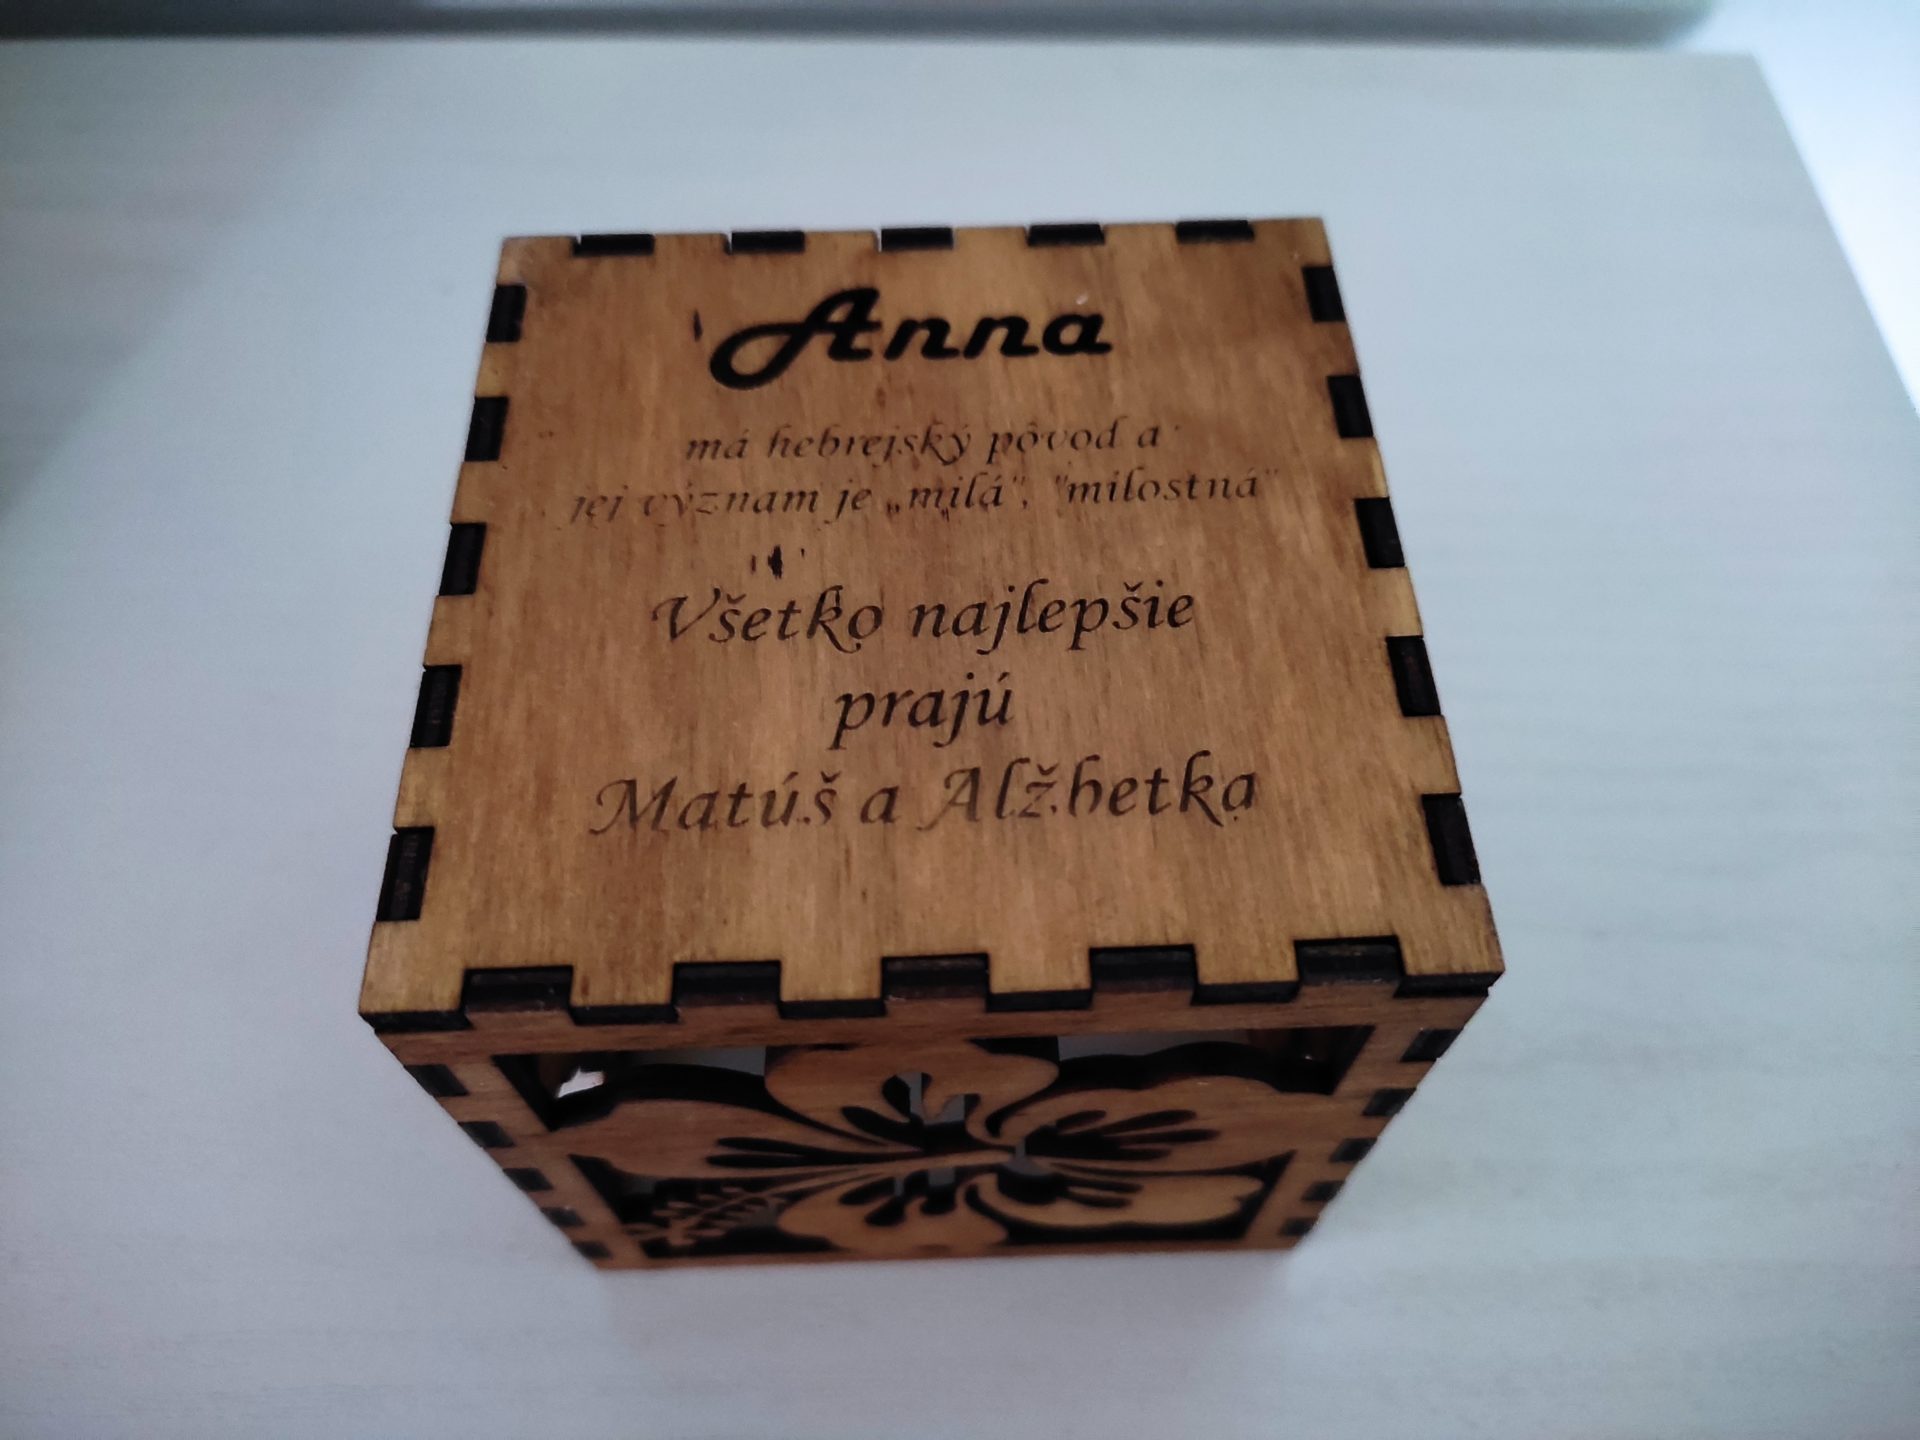 Anna
má hebrejský pôvod a
jej význam je „milá", "milostná"
Všetko najlepšie
prajú
Matúš a Alžbetka